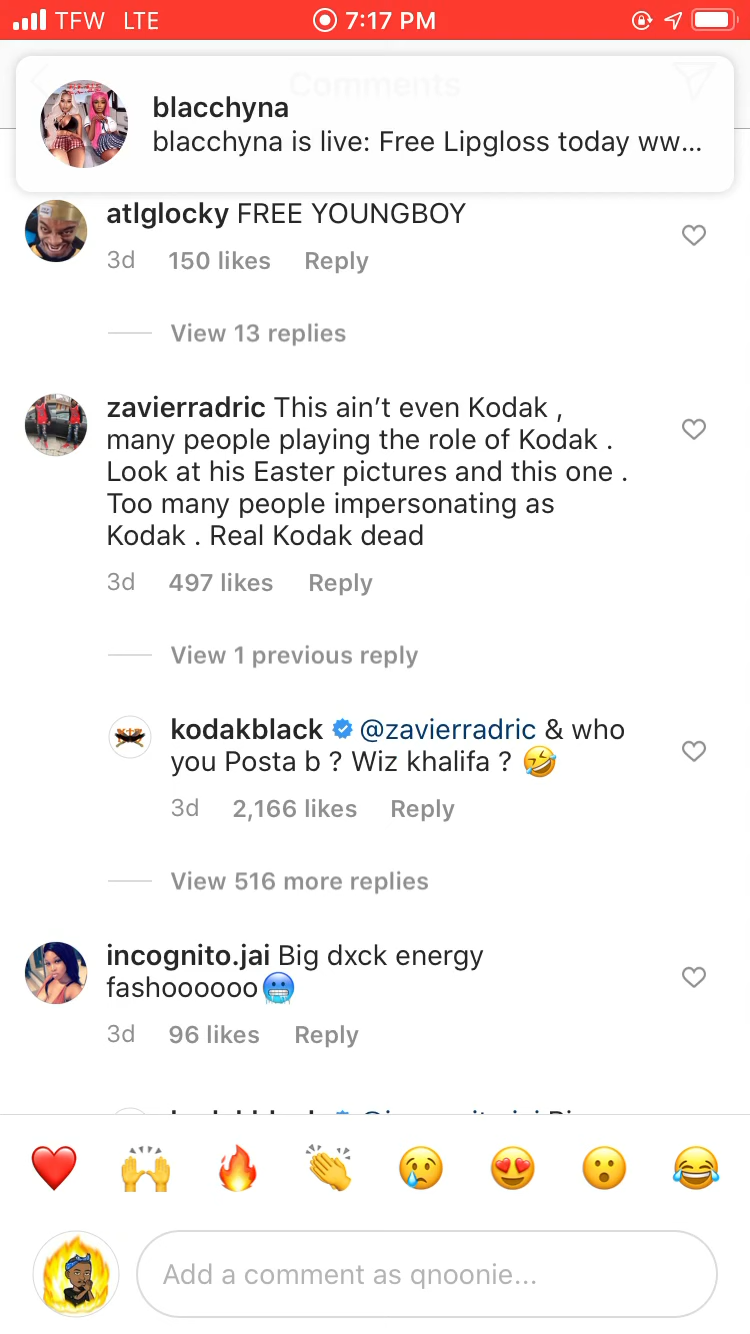 TFW LTE 7:17 PM
Comments
blacchyna
blacchyna is live: Free Lipgloss today ww...
atlglocky FREE YOUNGBOY
3d 150 likes Reply
View 13 replies
zavierradric This ain’t even Kodak ,
many people playing the role of Kodak .
Look at his Easter pictures and this one .
Too many people impersonating as
Kodak . Real Kodak dead
3d 497 likes Reply
View 1 previous reply
kodakblack @zavierradric & who
you Posta b ? Wiz khalifa ? 🤣
3d 2,166 likes Reply
View 516 more replies
incognito.jai Big dxck energy
fashoooooo🥶
3d 96 likes Reply
❤️ 🙌 🔥 👏 😢 😍 😮 😂
Add a comment as qnoonie...